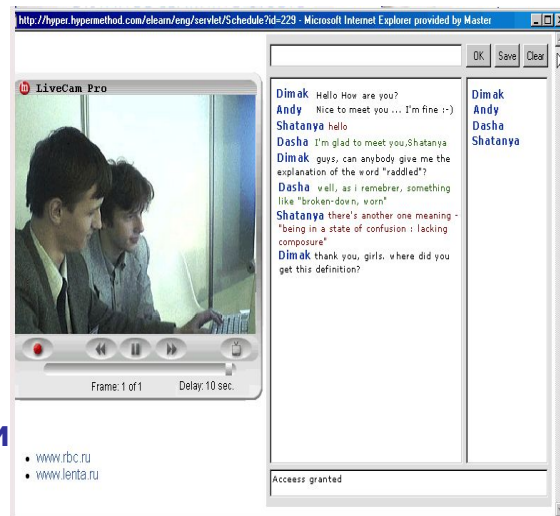 http://hyper.hypermethod.com/elearn/eng/servlet/Schedule?id=229 - Microsoft Internet Explorer provided by Master
OK Save Clear
LiveCam Pro
Dimak Hello How are you?
Andy Nice to meet you ... I'm fine :-)
Shatanya hello
Dasha I'm glad to meet you,Shatanya
Dimak guys, can anybody give me the
explanation of the word "raddled"?
Dasha well, as i remebrer, something
like "broken-down, worn"
Shatanya there's another one meaning -
"being in a state of confusion : lacking
composure"
Dimak thank you, girls. where did you
get this definition?
Dimak
Andy
Dasha
Shatanya
Frame: 1 of 1 Delay: 10 sec.
и
• www.rbc.ru
• www.lenta.ru
Acceess granted